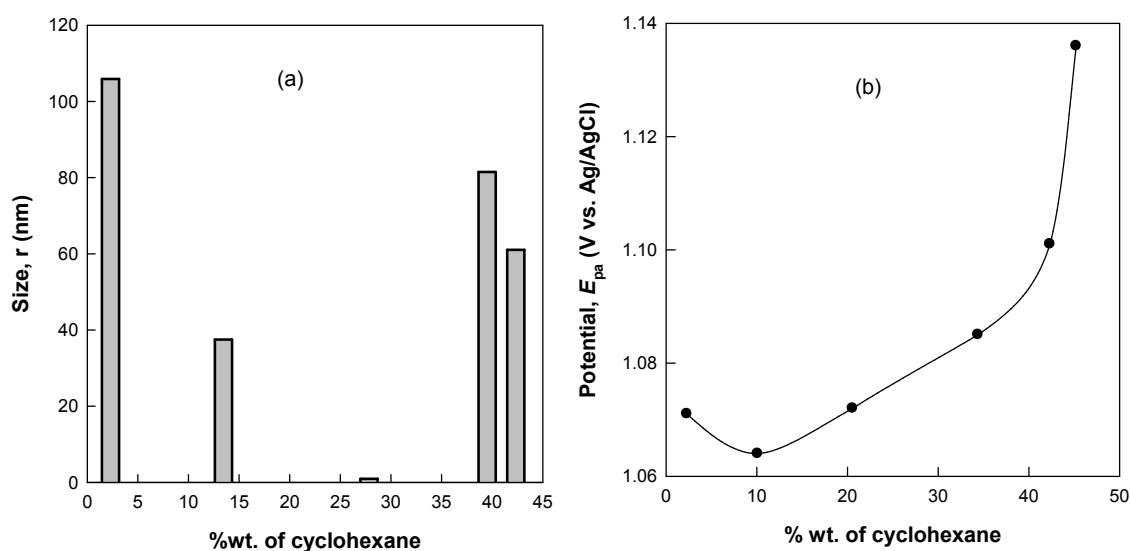 (a)
Size, r (nm)
120
100
80
60
40
20
0
0 5 10 15 20 25 30 35 40 45
%wt. of cyclohexane
(b)
Potential, E_pa (V vs. Ag/AgCl)
1.14
1.12
1.10
1.08
1.06
0 10 20 30 40 50
% wt. of cyclohexane